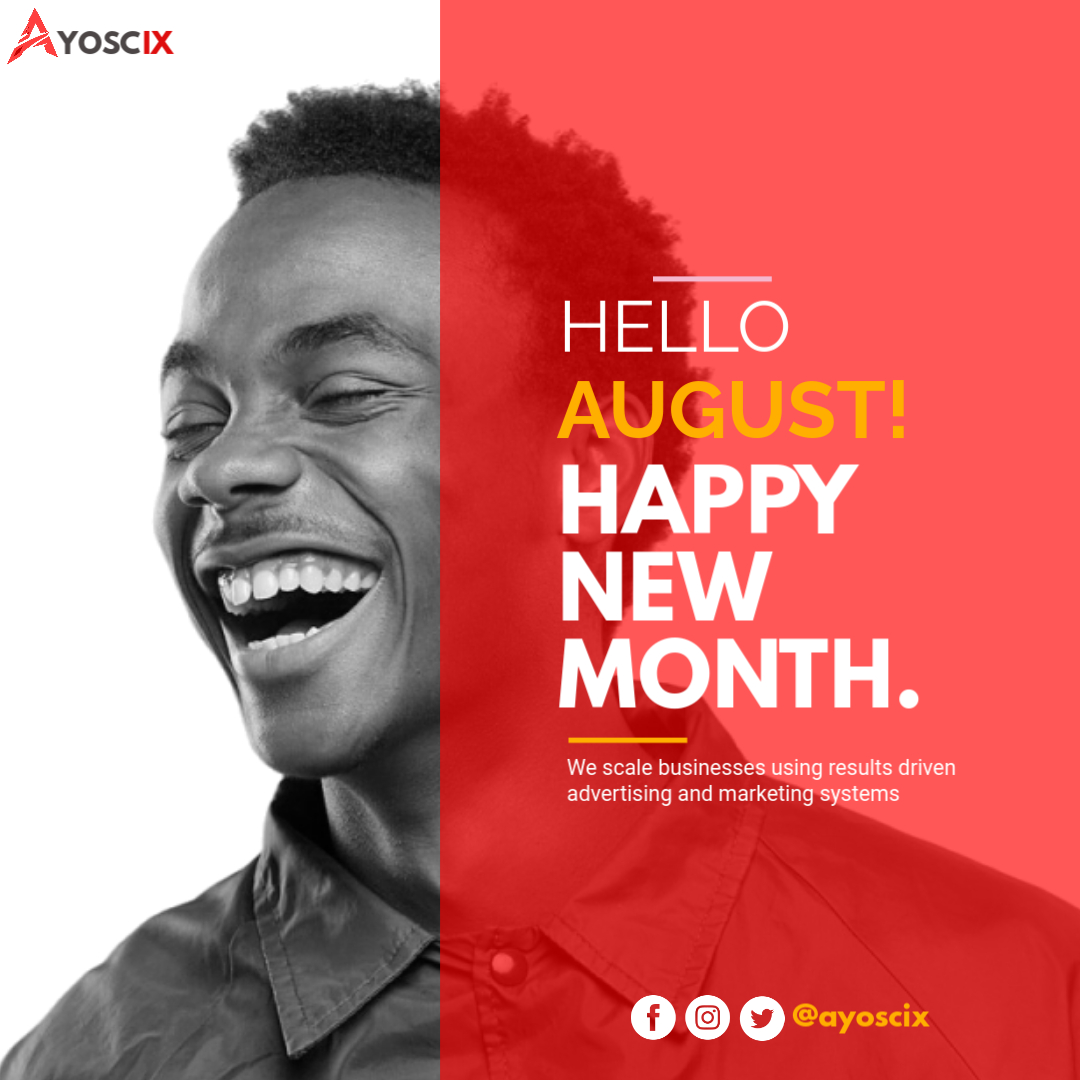 AYOSCIX
HELLO
AUGUST!
HAPPY
NEW
MONTH.
We scale businesses using results driven
advertising and marketing systems
@ayoscix